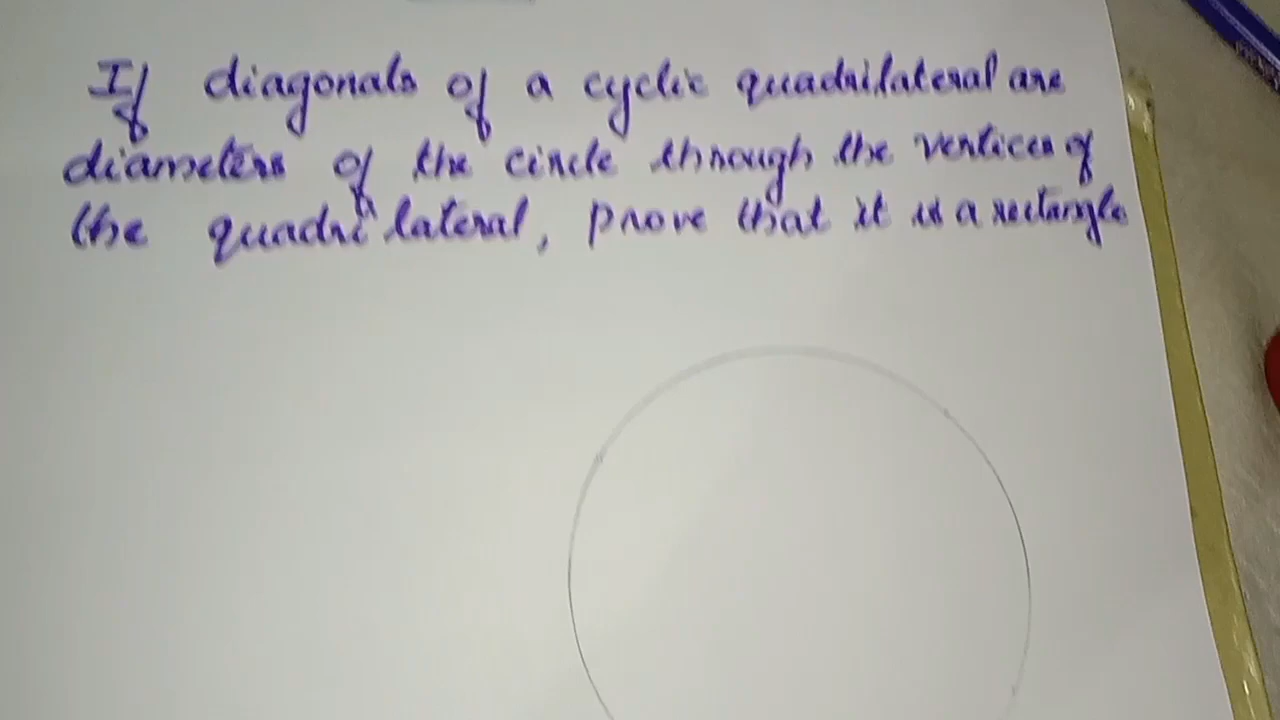 If diagonals of a cyclic quadrilateral are
diameters of the circle through the vertices of
the quadrilateral, prove that it is a rectangle